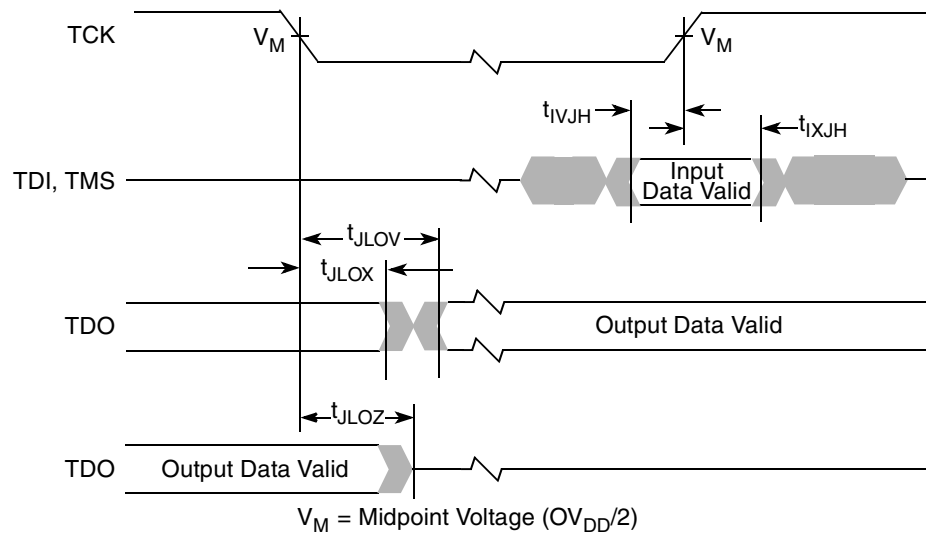 TCK
VM
VM
tIVJH
tIXJH
TDI, TMS
Input
Data Valid
tJLOV
tJLOX
TDO
Output Data Valid
tJLOZ
TDO
Output Data Valid
VM = Midpoint Voltage (OVDD/2)